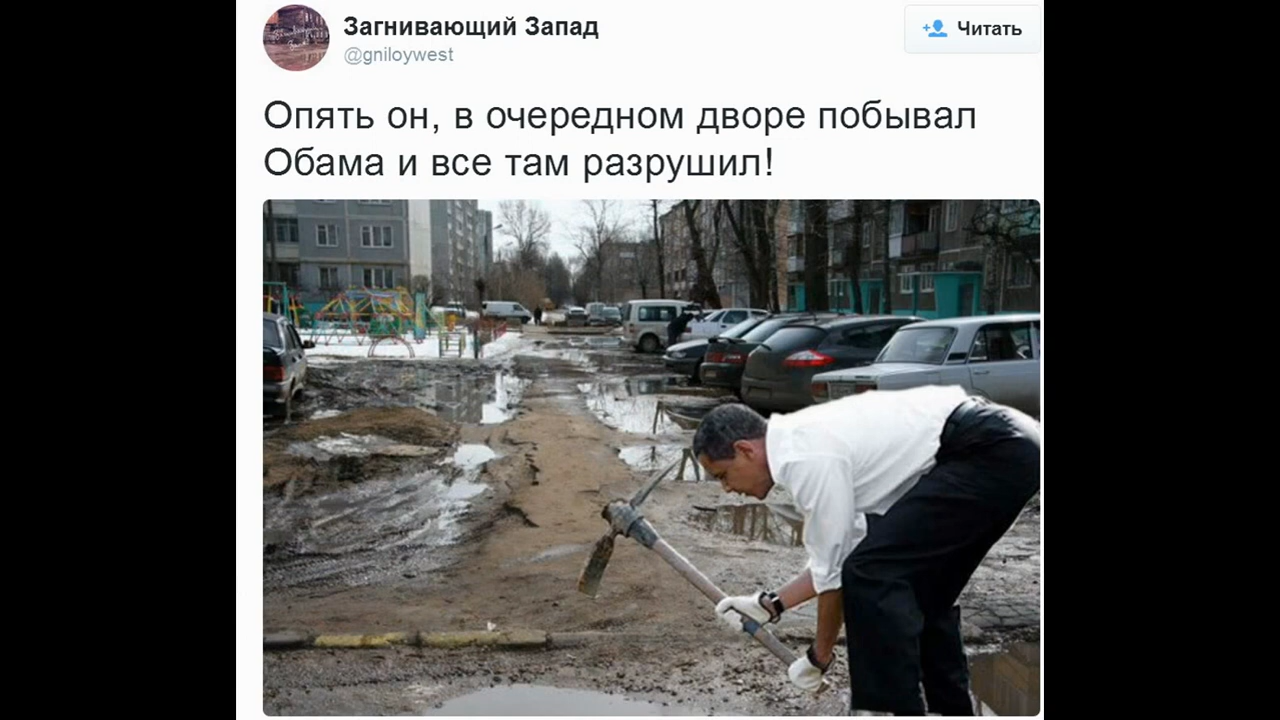 Загнивающий Запад
@gniloywest
Читать
Опять он, в очередном дворе побывал
Обама и все там разрушил!